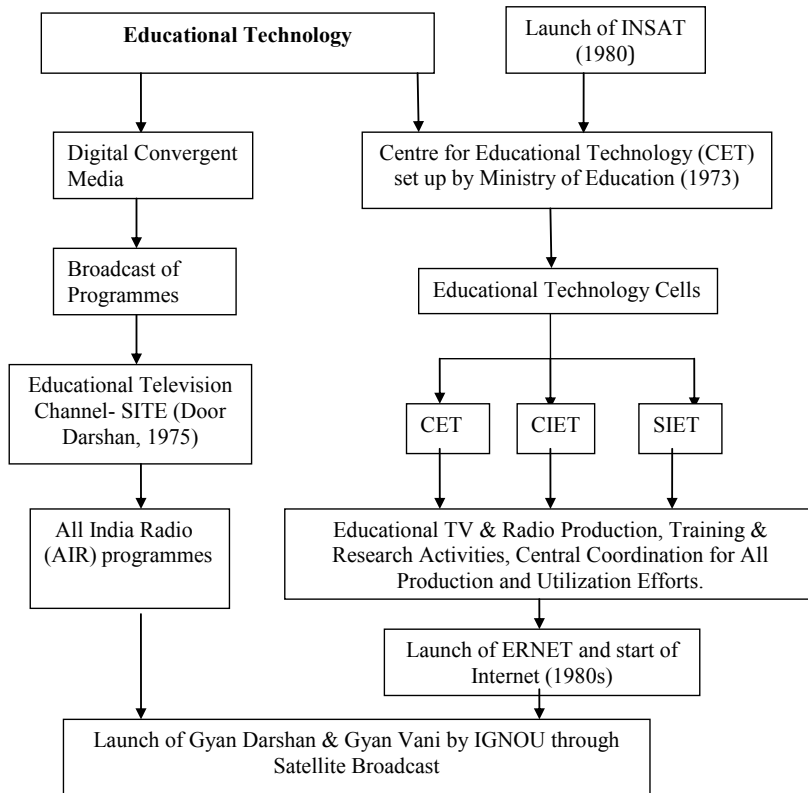 Educational Technology
Launch of INSAT
(1980)
Digital Convergent
Media
Centre for Educational Technology (CET)
set up by Ministry of Education (1973)
Broadcast of
Programmes
Educational Technology Cells
Educational Television
Channel- SITE (Door
Darshan, 1975)
CET
CIET
SIET
All India Radio
(AIR) programmes
Educational TV & Radio Production, Training &
Research Activities, Central Coordination for All
Production and Utilization Efforts.
Launch of ERNET and start of
Internet (1980s)
Launch of Gyan Darshan & Gyan Vani by IGNOU through
Satellite Broadcast